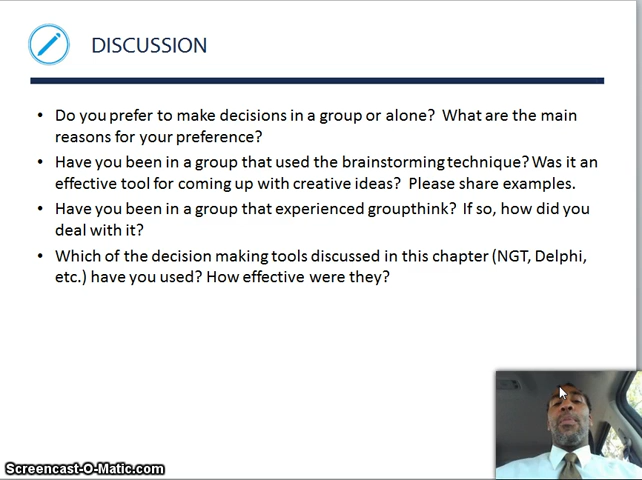 DISCUSSION
• Do you prefer to make decisions in a group or alone?  What are the main
reasons for your preference?
• Have you been in a group that used the brainstorming technique? Was it an
effective tool for coming up with creative ideas?  Please share examples.
• Have you been in a group that experienced groupthink?  If so, how did you
deal with it?
• Which of the decision making tools discussed in this chapter (NGT, Delphi,
etc.) have you used? How effective were they?
Screencast-O-Matic.com